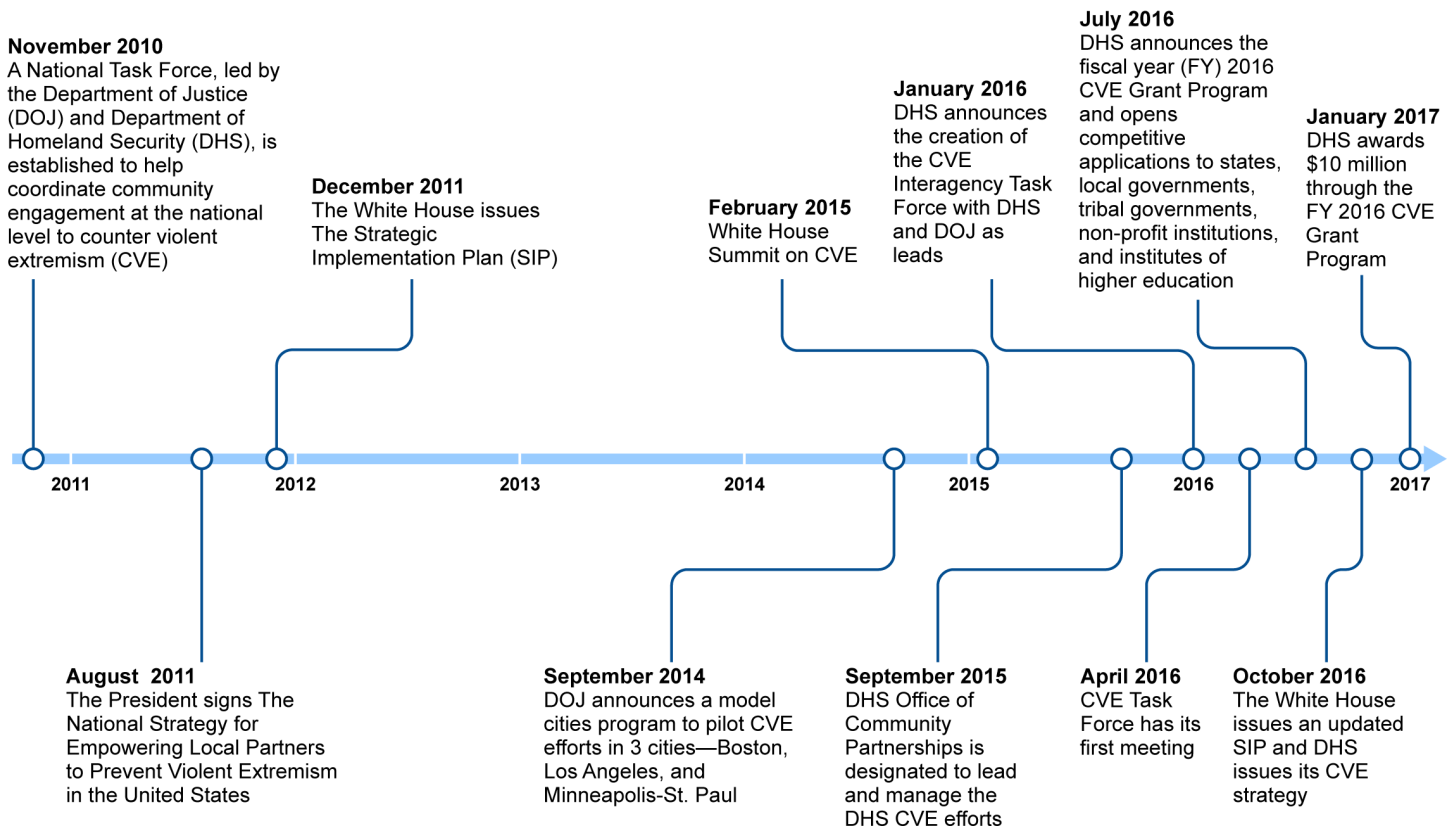 November 2010
A National Task Force, led by
the Department of Justice
(DOJ) and Department of
Homeland Security (DHS), is
established to help
coordinate community
engagement at the national
level to counter violent
extremism (CVE)
December 2011
The White House issues
The Strategic
Implementation Plan (SIP)
February 2015
White House
Summit on CVE
January 2016
DHS announces
the creation of
the CVE
Interagency Task
Force with DHS
and DOJ as
leads
July 2016
DHS announces the
fiscal year (FY) 2016
CVE Grant Program
and opens
competitive
applications to states,
local governments,
tribal governments,
non-profit institutions,
and institutes of
higher education
January 2017
DHS awards
$10 million
through the
FY 2016 CVE
Grant
Program
2011
2012
2013
2014
2015
2016
2017
August 2011
The President signs The
National Strategy for
Empowering Local Partners
to Prevent Violent Extremism
in the United States
September 2014
DOJ announces a model
cities program to pilot CVE
efforts in 3 cities—Boston,
Los Angeles, and
Minneapolis-St. Paul
September 2015
DHS Office of
Community
Partnerships is
designated to lead
and manage the
DHS CVE efforts
April 2016
CVE Task
Force has its
first meeting
October 2016
The White House
issues an updated
SIP and DHS
issues its CVE
strategy